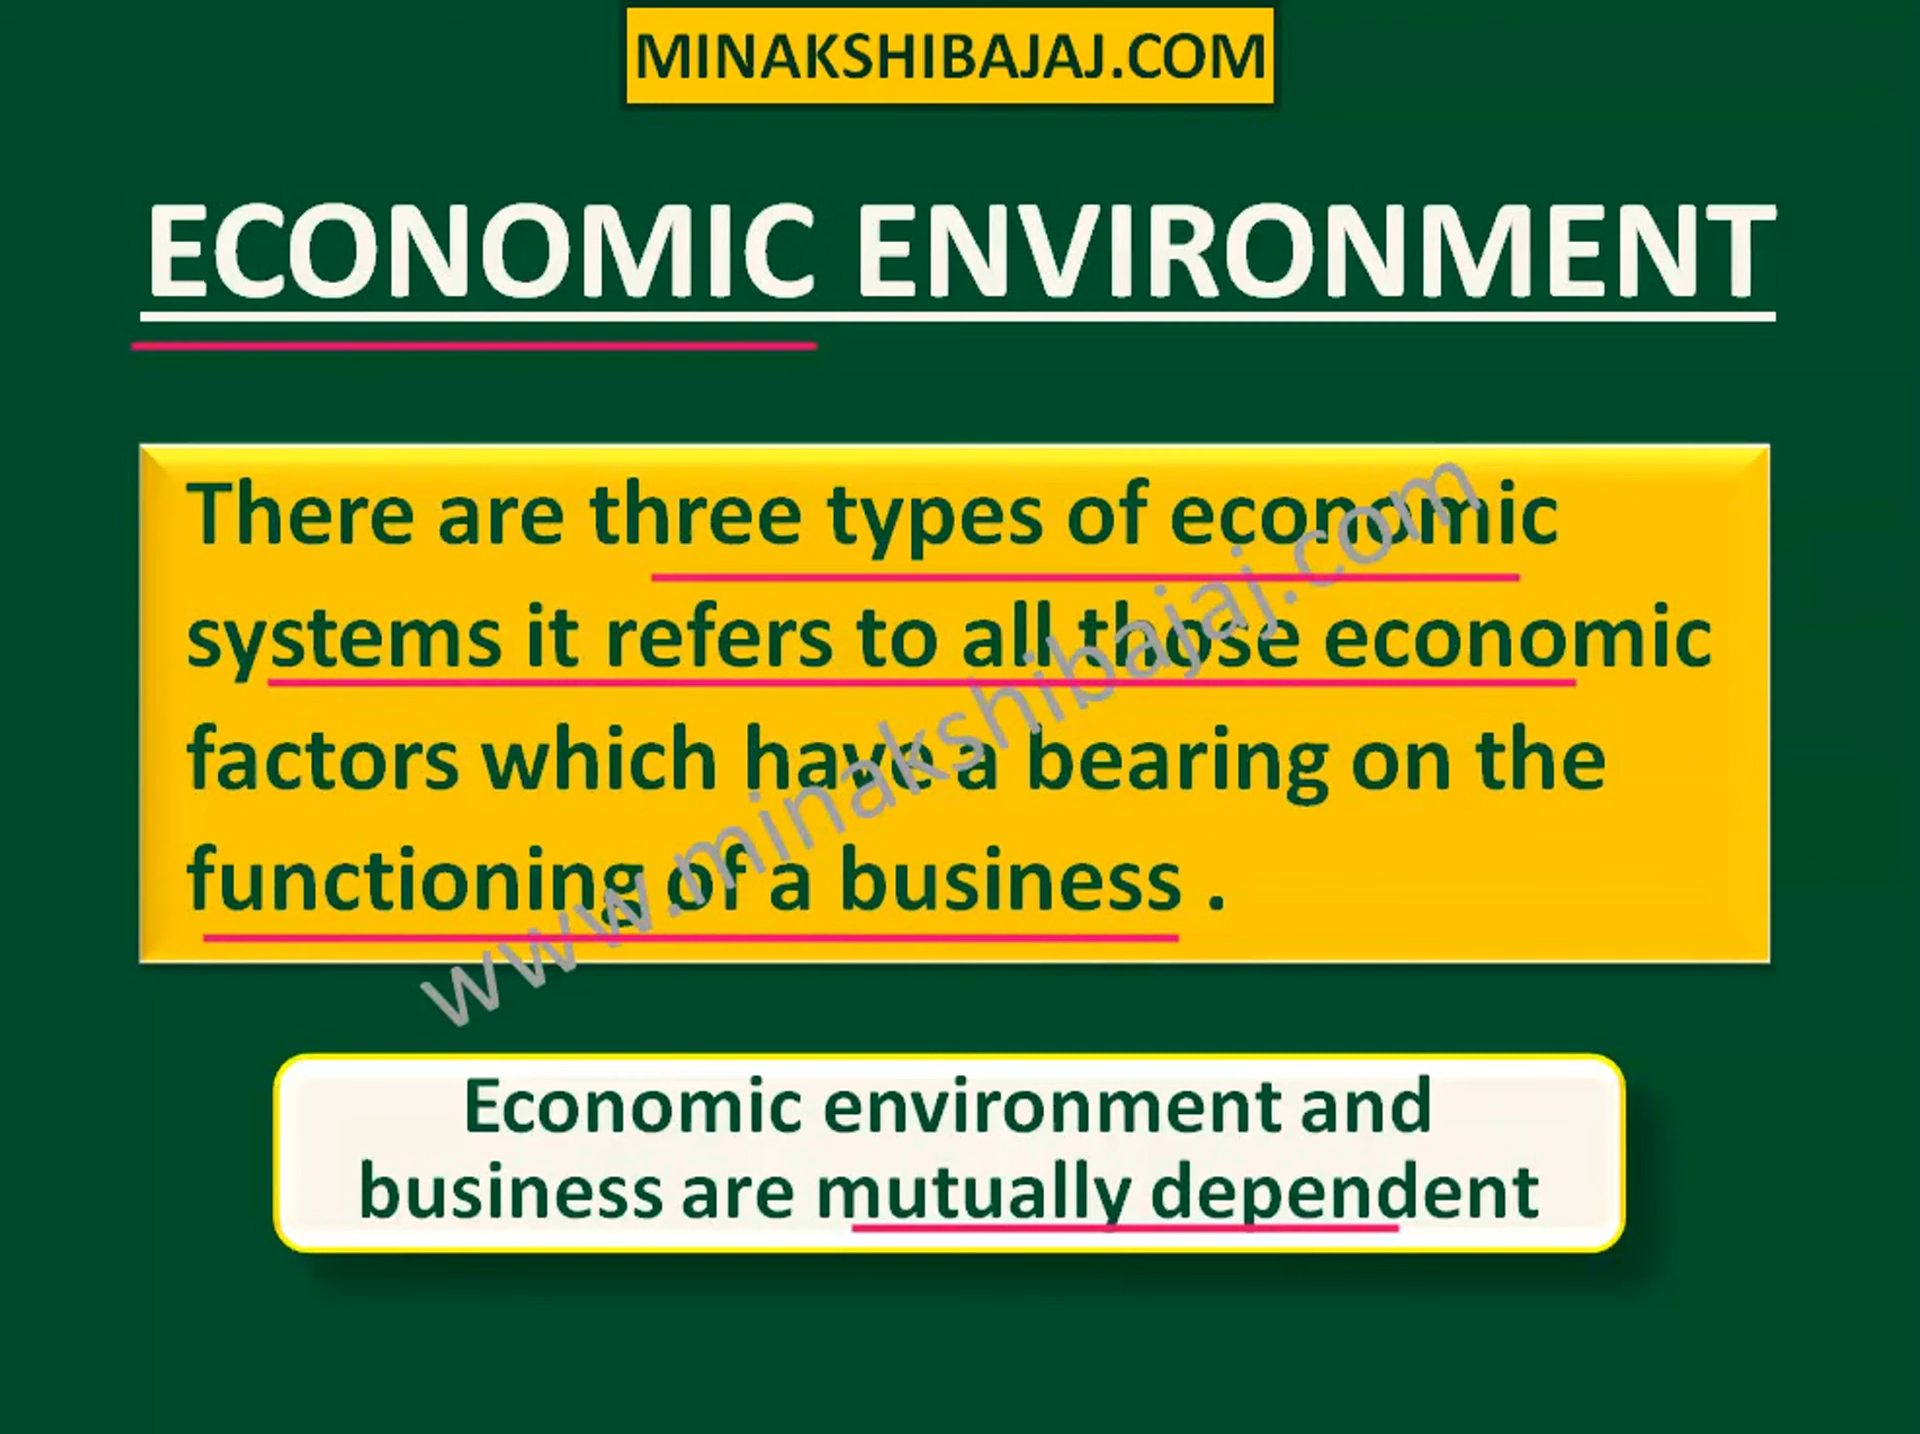 MINAKSHIBAJAJ.COM
ECONOMIC ENVIRONMENT
There are three types of economic
systems it refers to all those economic
factors which have a bearing on the
functioning of a business .
www.minakshibajaj.com
Economic environment and
business are mutually dependent